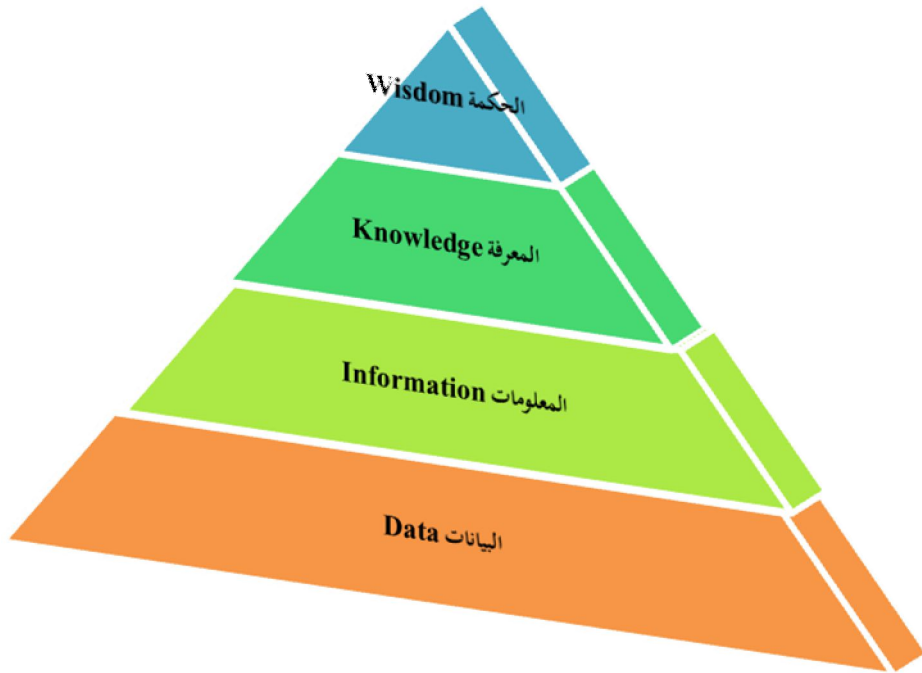 Wisdom الحكمة
Knowledge المعرفة
Information المعلومات
Data البيانات